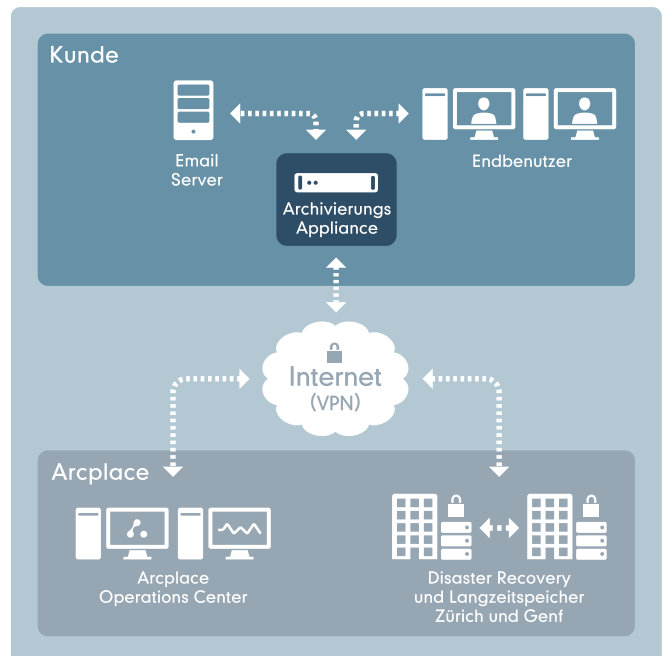 Kunde
Email
Server
Endbenutzer
Archivierungs
Appliance
Internet
(VPN)
Arcplace
Arcplace
Operations Center
Disaster Recovery
und Langzeitspeicher
Zürich und Genf